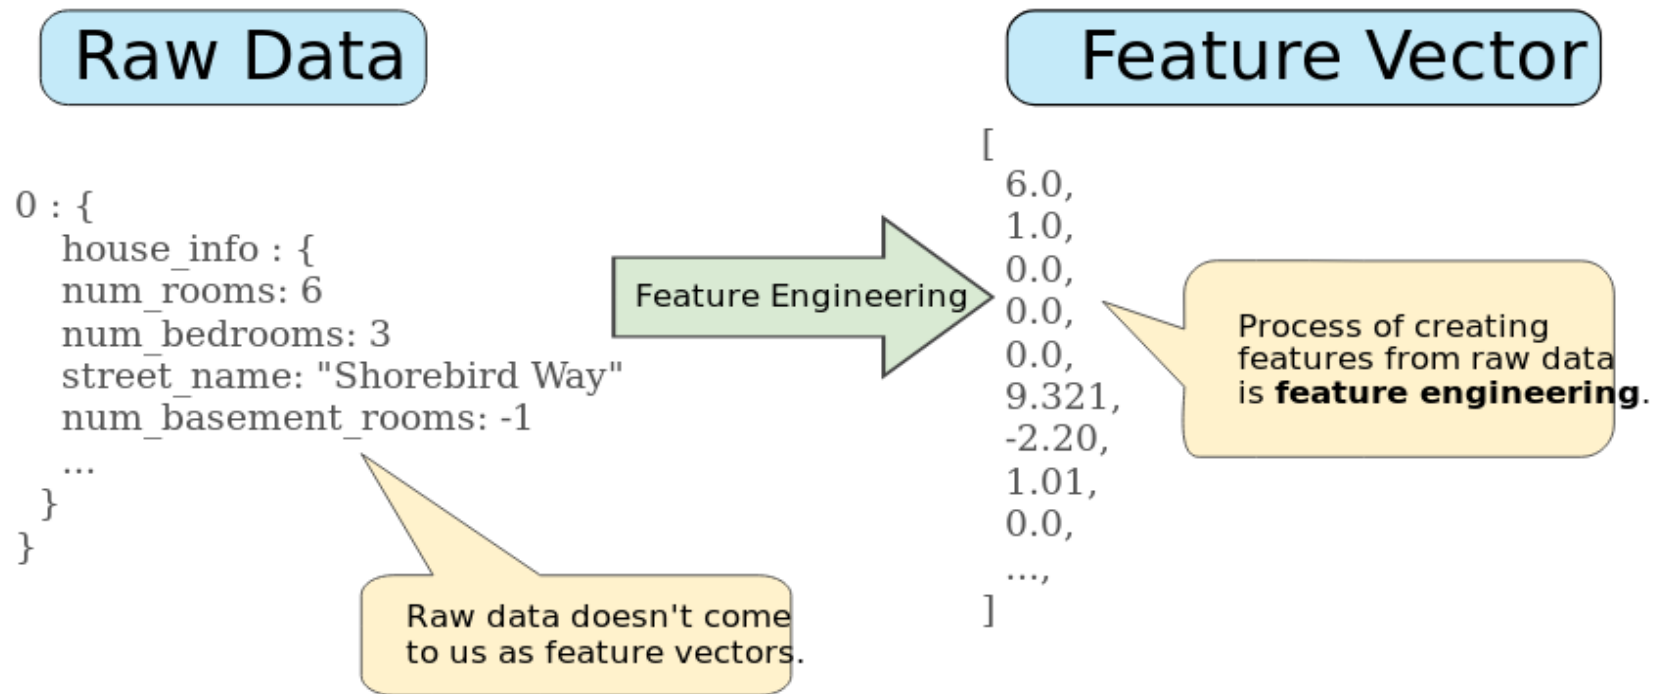 Raw Data
0 : {
house_info : {
num_rooms: 6
num_bedrooms: 3
street_name: "Shorebird Way"
num_basement_rooms: -1
...
}
}
Raw data doesn't come
to us as feature vectors.
Feature Engineering
Feature Vector
[
6.0,
1.0,
0.0,
0.0,
0.0,
9.321,
-2.20,
1.01,
0.0,
...,
]
Process of creating
features from raw data
is feature engineering.